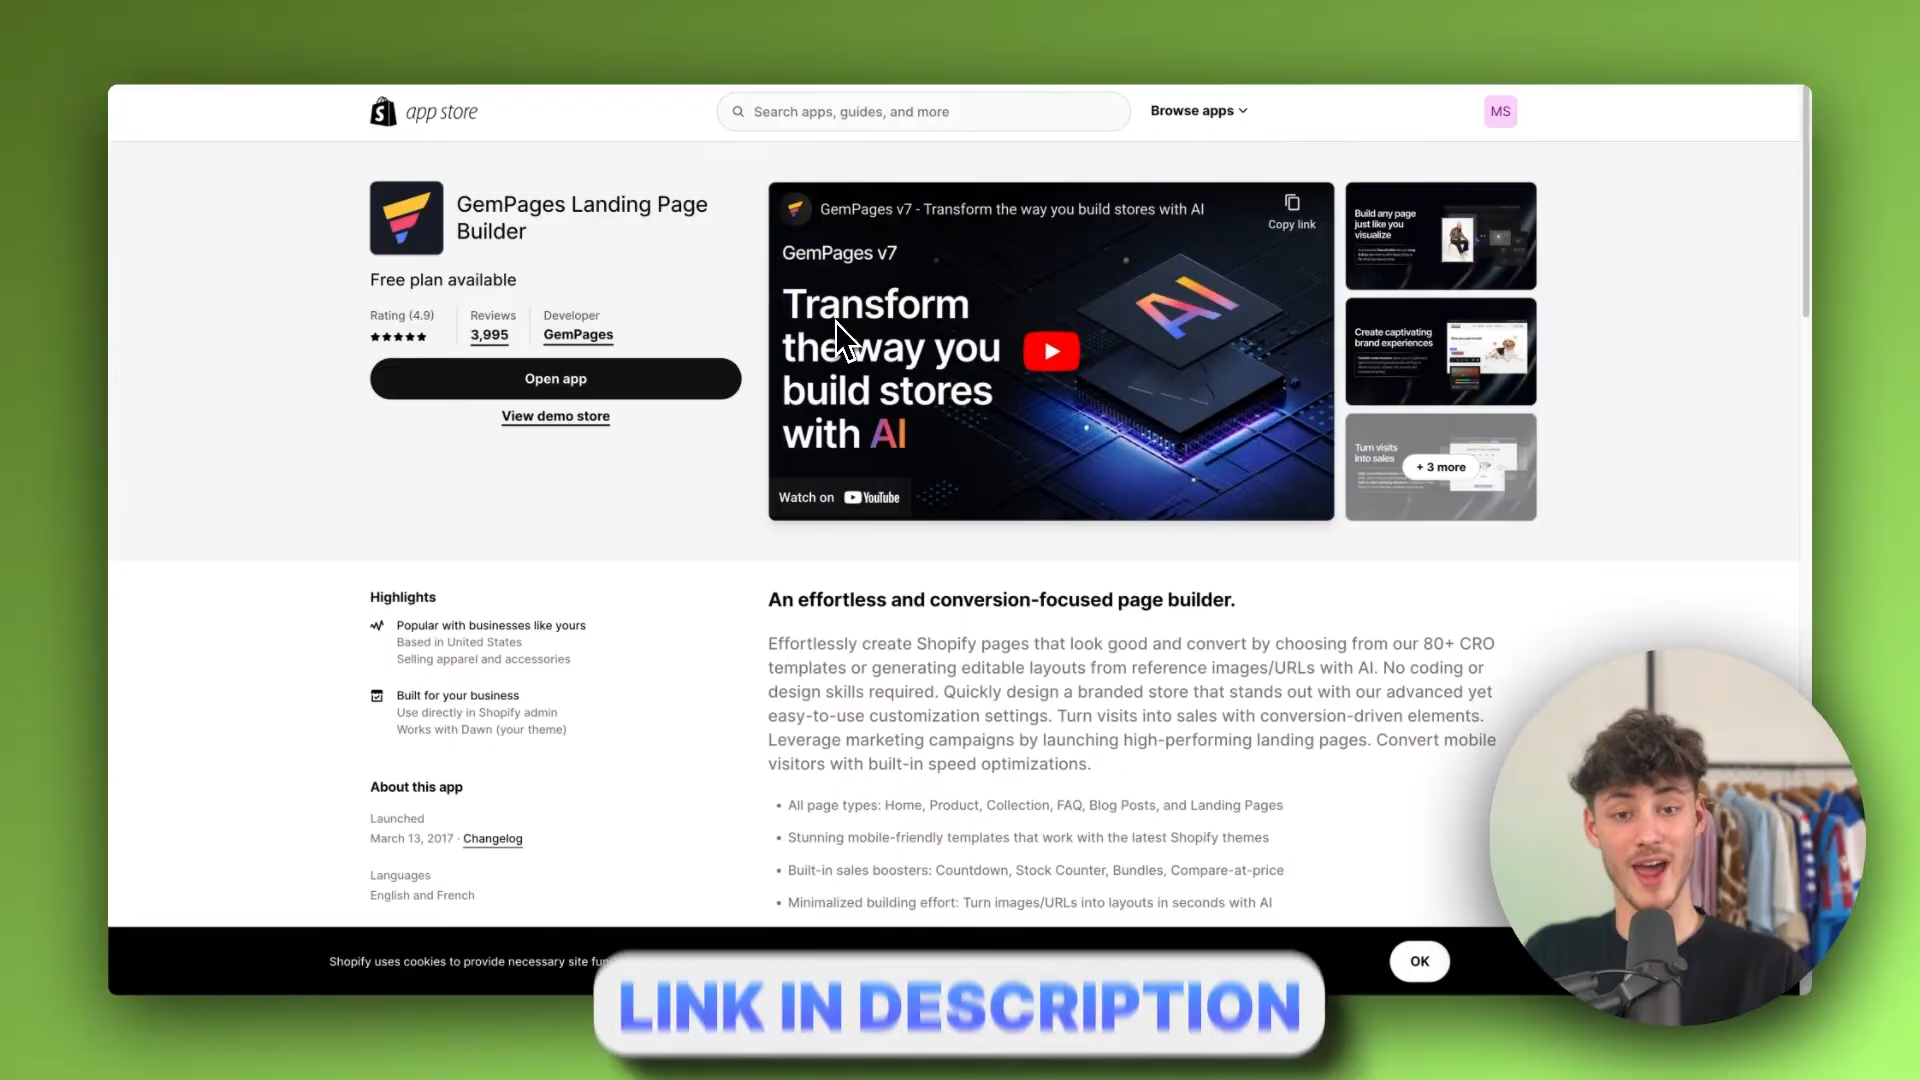 app store
Search apps, guides, and more
Browse apps
MS
GemPages Landing Page
Builder
Free plan available
Rating (4.9)
Reviews
Developer
3,995
GemPages
Open app
View demo store
GemPages v7 - Transform the way you build stores with AI
Copy link
GemPages v7
Transform
the way you
build stores
with AI
Watch on YouTube
Build any page
just like you
visualize
Create captivating
brand experiences
Turn visits
into sales
+ 3 more
Highlights
Popular with businesses like yours
Based in United States
Selling apparel and accessories
Built for your business
Use directly in Shopify admin
Works with Dawn (your theme)
About this app
Launched
March 13, 2017 · Changelog
Languages
English and French
An effortless and conversion-focused page builder.
Effortlessly create Shopify pages that look good and convert by choosing from our 80+ CRO
templates or generating editable layouts from reference images/URLs with AI. No coding or
design skills required. Quickly design a branded store that stands out with our advanced yet
easy-to-use customization settings. Turn visits into sales with conversion-driven elements.
Leverage marketing campaigns by launching high-performing landing pages. Convert mobile
visitors with built-in speed optimizations.
• All page types: Home, Product, Collection, FAQ, Blog Posts, and Landing Pages
• Stunning mobile-friendly templates that work with the latest Shopify themes
• Built-in sales boosters: Countdown, Stock Counter, Bundles, Compare-at-price
• Minimalized building effort: Turn images/URLs into layouts in seconds with AI
Shopify uses cookies to provide necessary site
OK
LINK IN DESCRIPTION